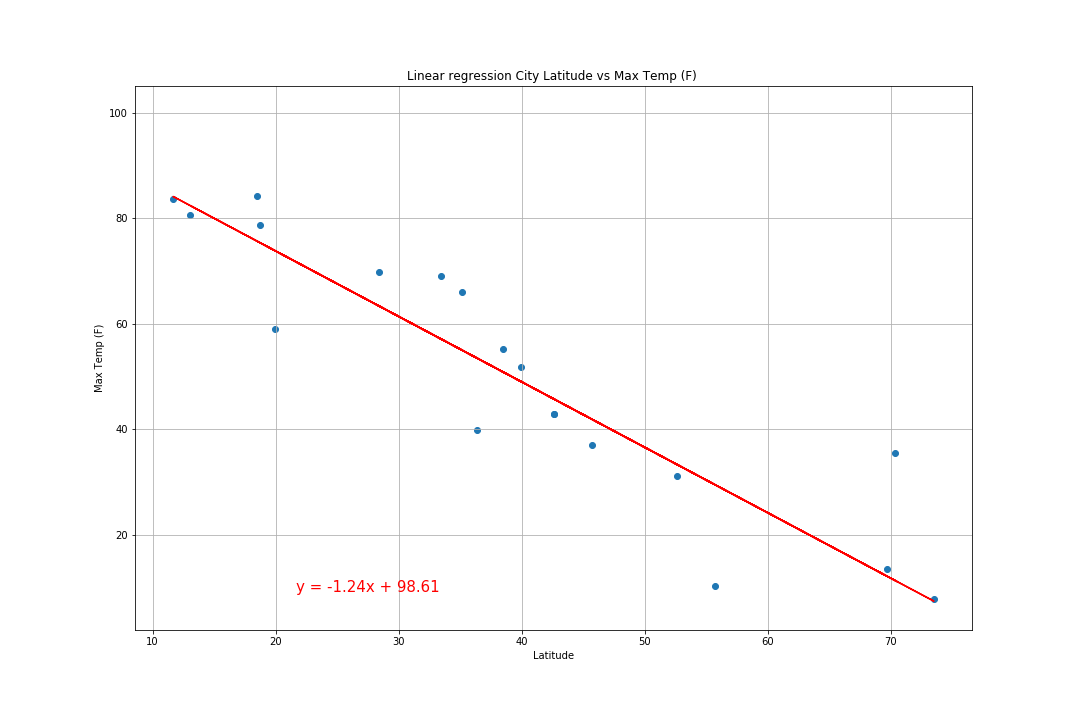 Linear regression City Latitude vs Max Temp (F)
100
80
60
40
20
Max Temp (F)
y = -1.24x + 98.61
10 20 30 40 50 60 70
Latitude